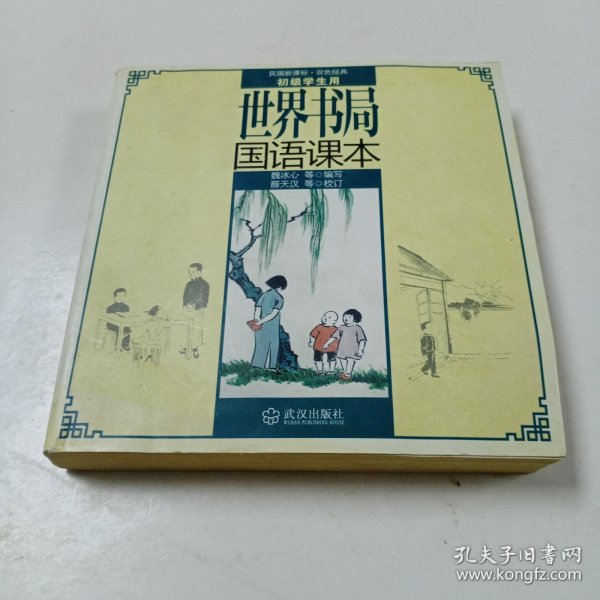 民国新课标·双色经典
初级学生用
世界书局
国语课本
魏冰心 等◎编写
薛天汉 等◎校订
武汉出版社
WUHAN PUBLISHING HOUSE
孔夫子旧书网
www.kongfz.com